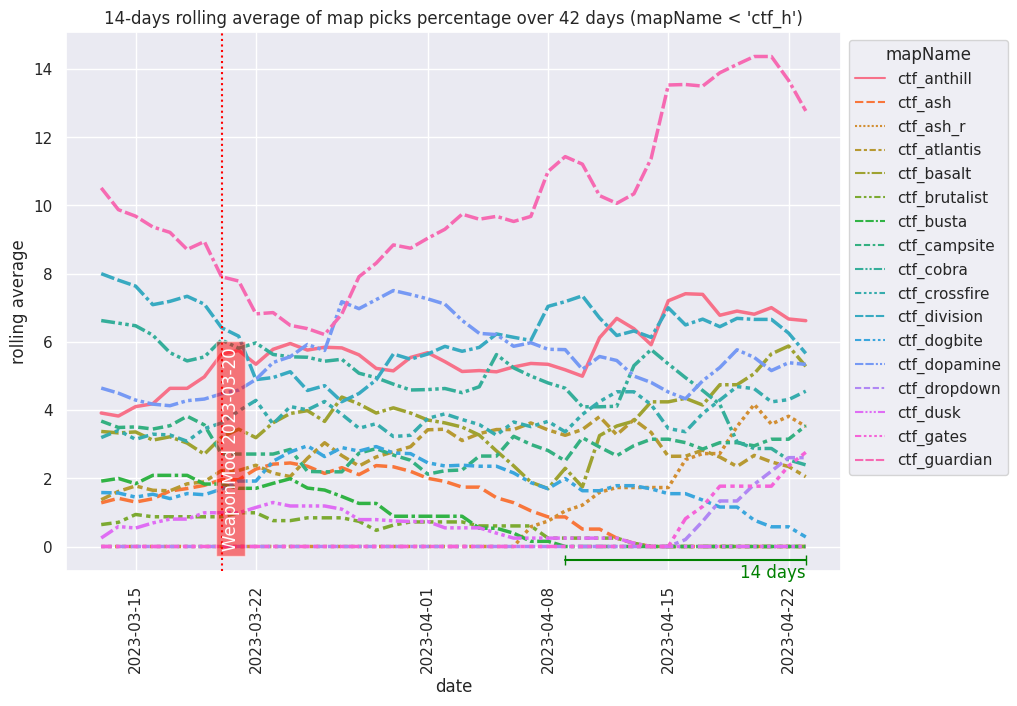 14-days rolling average of map picks percentage over 42 days (mapName < 'ctf_h')
rolling average
14
12
10
8
6
4
2
0
WeaponMod 2023-03-20
14 days
2023-03-15
2023-03-22
2023-04-01
2023-04-08
2023-04-15
2023-04-22
date
mapName
ctf_anthill
ctf_ash
ctf_ash_r
ctf_atlantis
ctf_basalt
ctf_brutalist
ctf_busta
ctf_campsite
ctf_cobra
ctf_crossfire
ctf_division
ctf_dogbite
ctf_dopamine
ctf_dropdown
ctf_dusk
ctf_gates
ctf_guardian